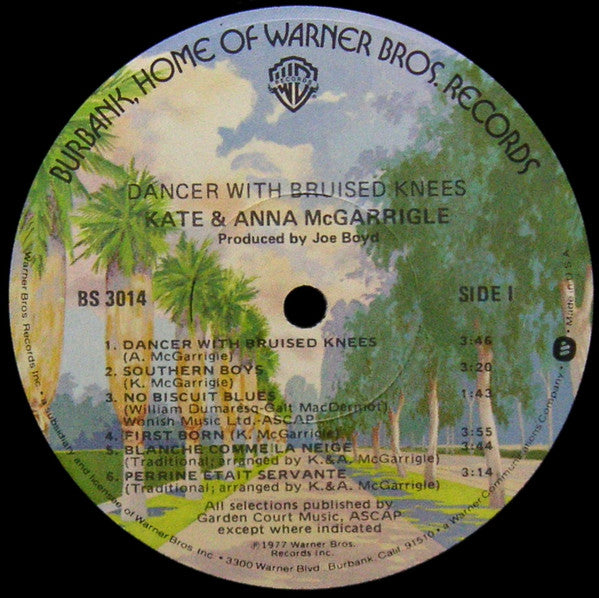 BURBANK, HOME OF WARNER BROS. RECORDS
RECORDS
DANCER WITH BRUISED KNEES
KATE & ANNA McGARRIGLE
Produced by Joe Boyd
BS 3014
SIDE I
1. DANCER WITH BRUISED KNEES 3:46
(A. McGarrigle)
2. SOUTHERN BOYS 3:20
(K. McGarrigle)
3. NO BISCUIT BLUES 1:43
(William Dumaresq-Galt MacDermot)
Wonish Music Ltd.-ASCAP
4. FIRST BORN (K. McGarrigle) 3:55
5. BLANCHE COMME LA NEIGE 3:44
(Traditional; arranged by K.&A. McGarrigle)
6. PERRINE ETAIT SERVANTE 3:14
(Traditional; arranged by K.&A. McGarrigle)
All selections published by
Garden Court Music, ASCAP
except where indicated
℗ 1977 Warner Bros.
Records Inc.
Warner Bros. Records Inc. • a subsidiary and licensee of Warner Bros. Inc. • 3300 Warner Blvd., Burbank, Calif. 91510 • a Warner Communications Company. • Made in U.S.A.